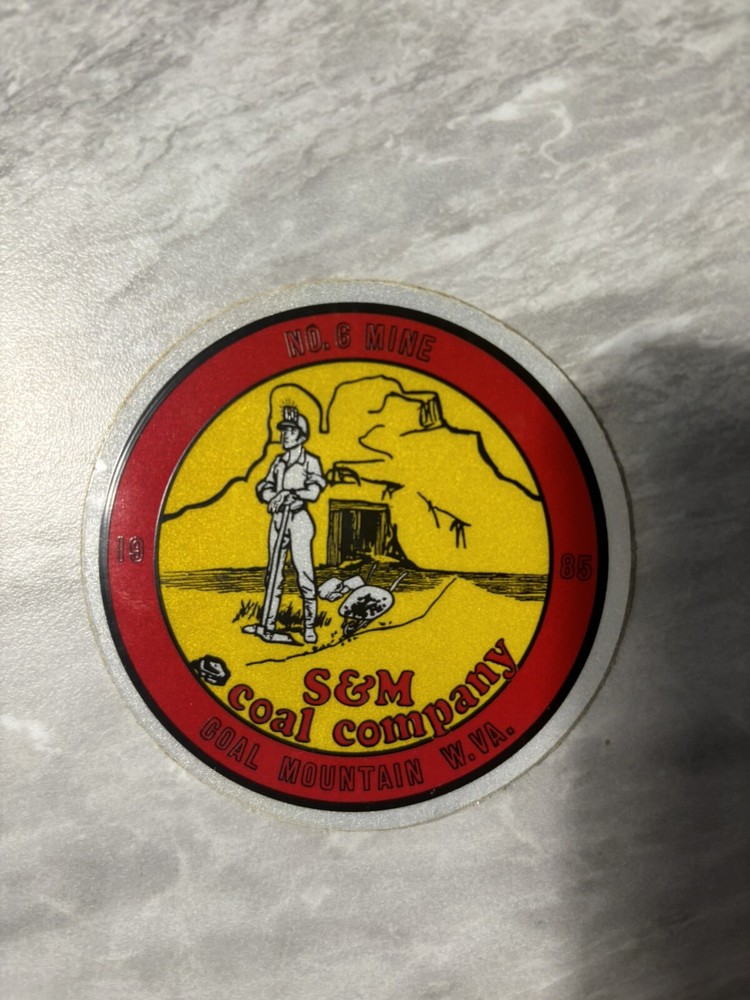 NO. 6 MINE
19 85
S&M
coal company
COAL MOUNTAIN W. VA.